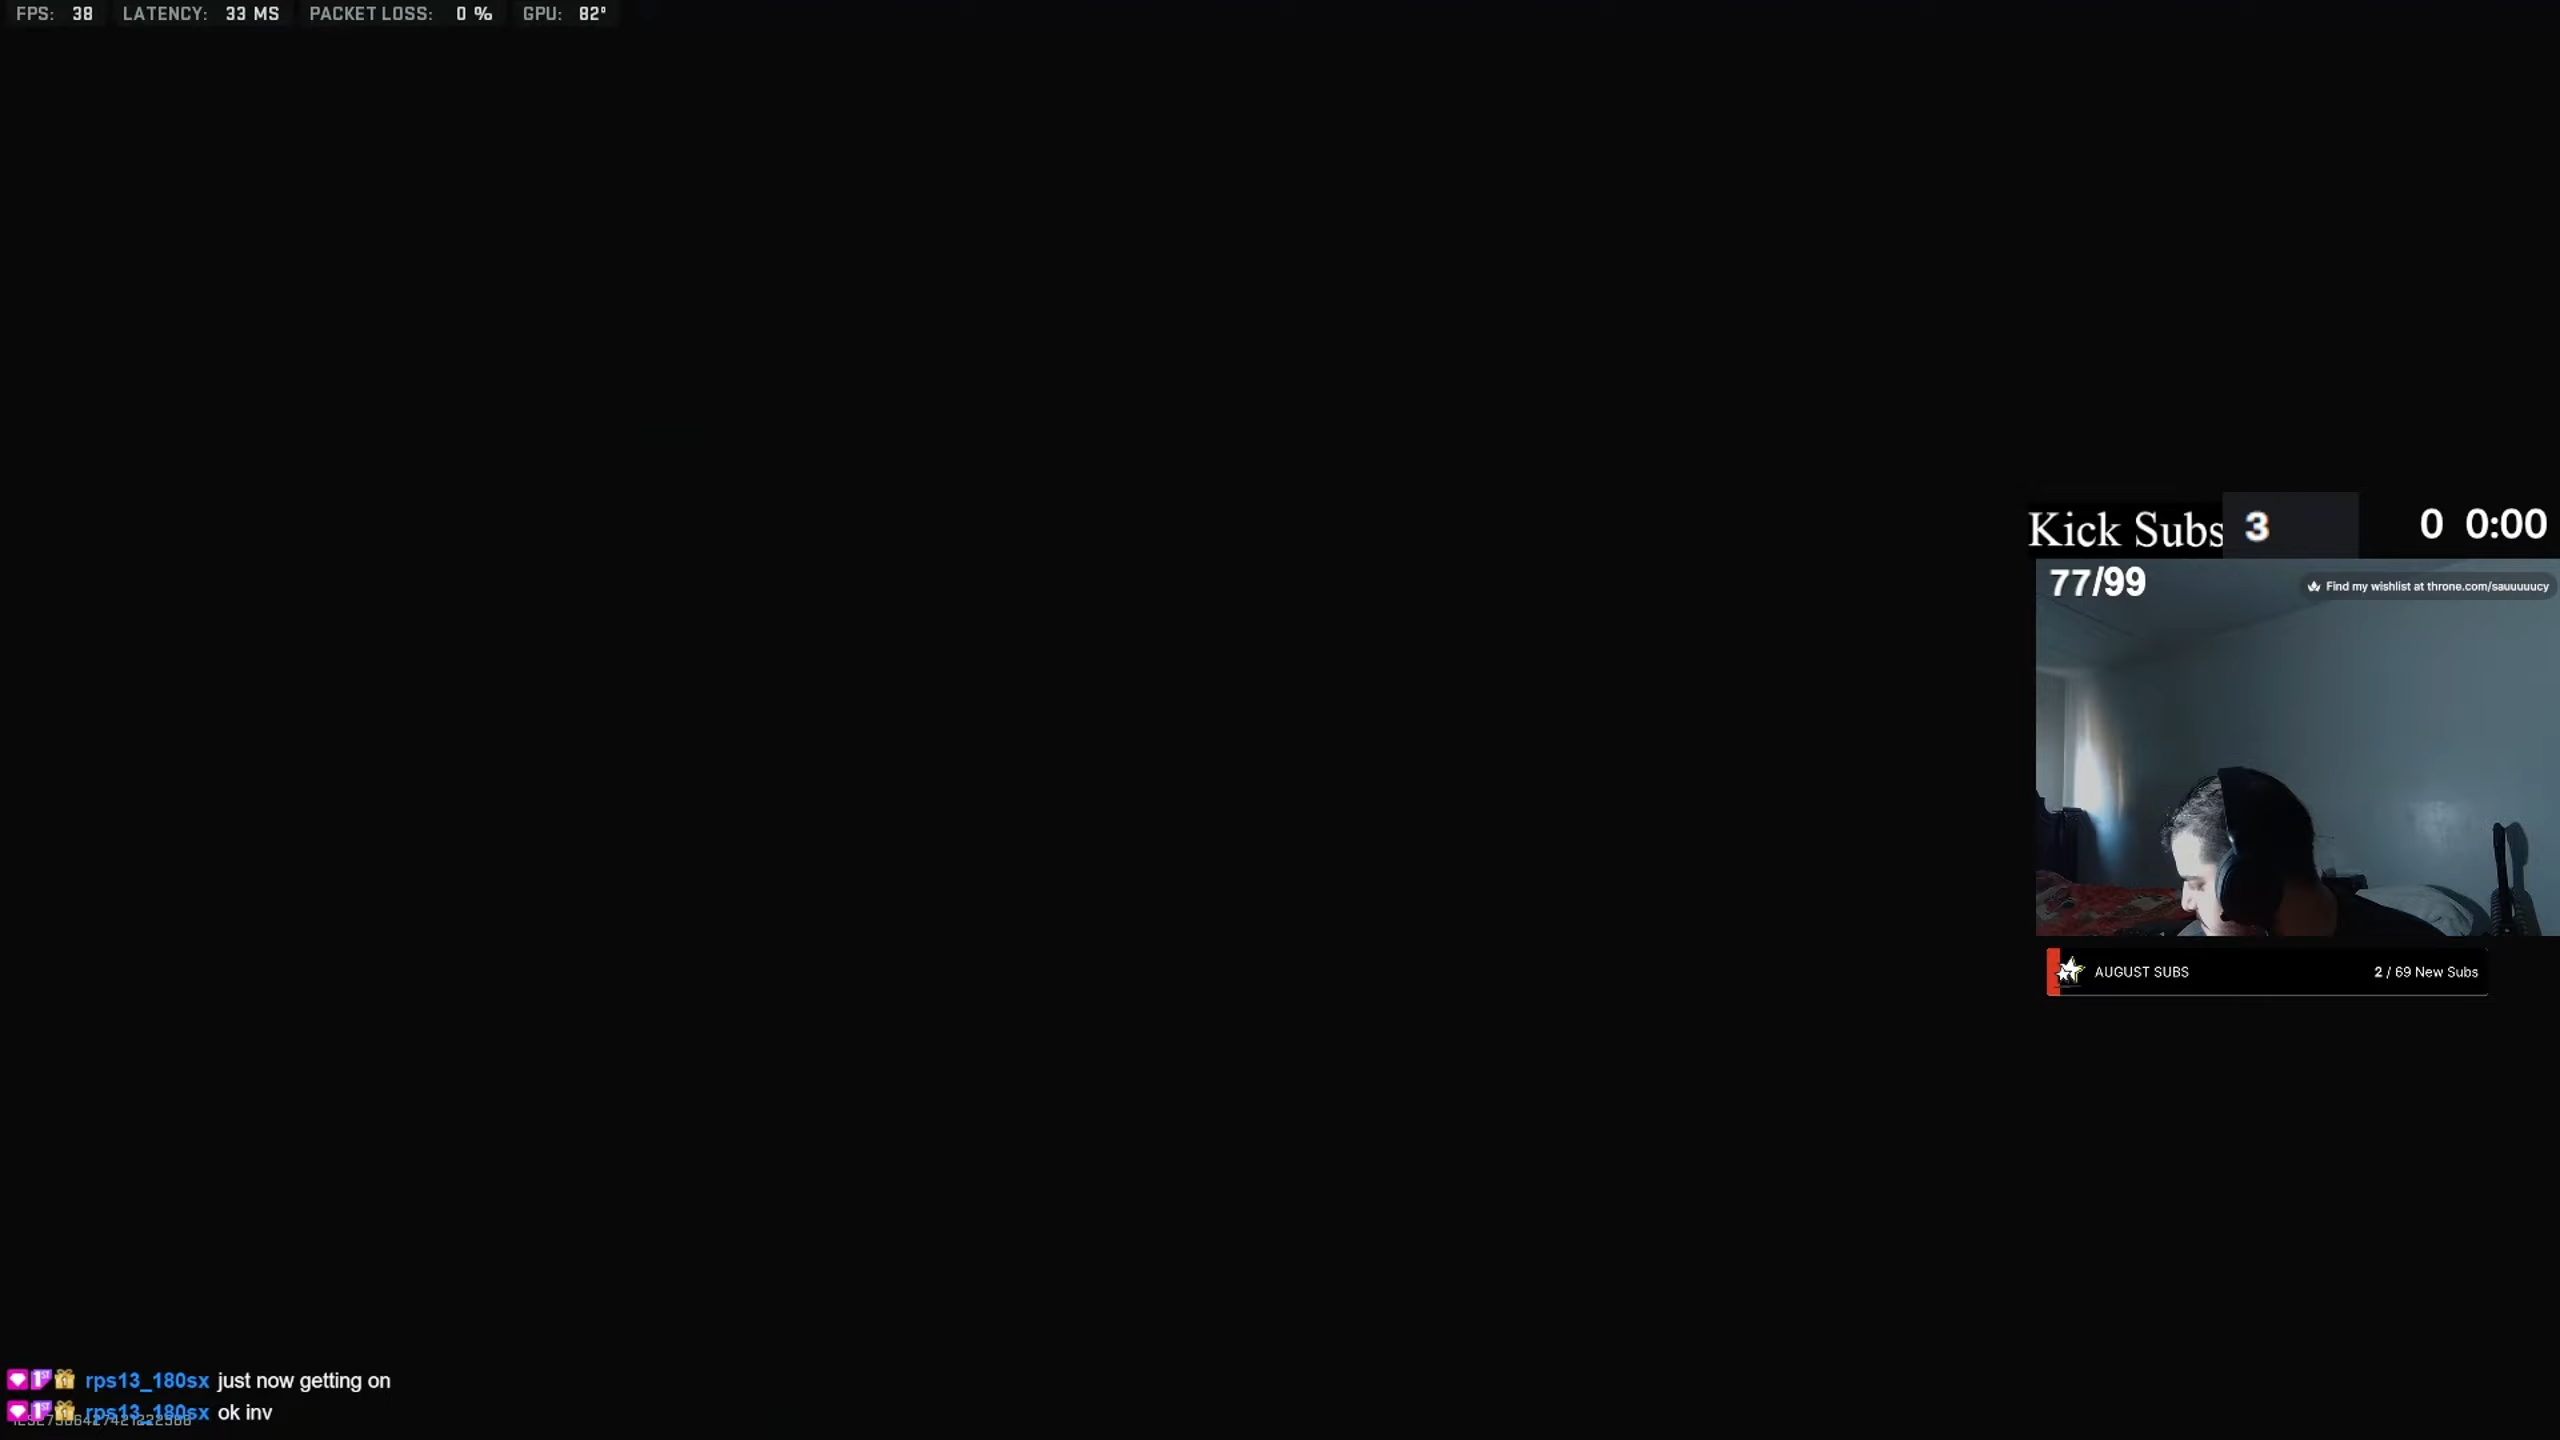 FPS: 38 LATENCY: 33 MS PACKET LOSS: 0 % GPU: 82°
Kick Subs 3 0 0:00
77/99 Find my wishlist at throne.com/sauuuuucy
AUGUST SUBS 2 / 69 New Subs
rps13_180sx just now getting on
rps13_180sx ok inv